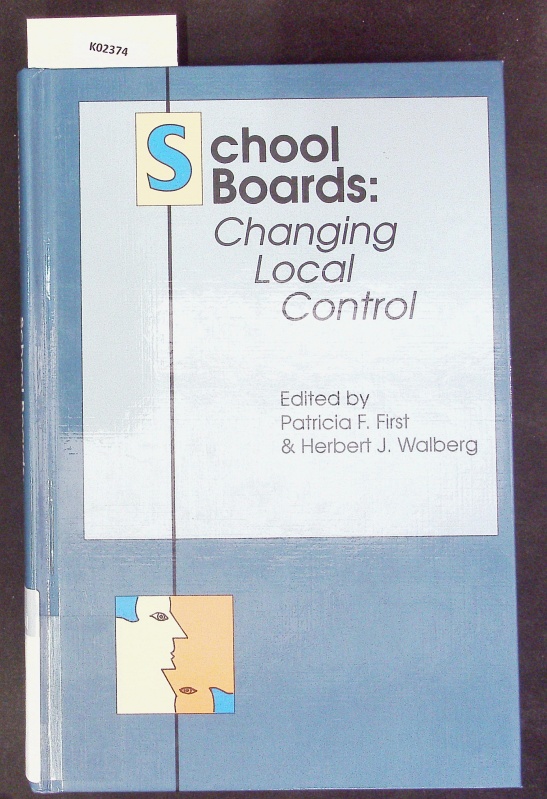 K02374
School
Boards:
Changing
Local
Control
Edited by
Patricia F. First
& Herbert J. Walberg